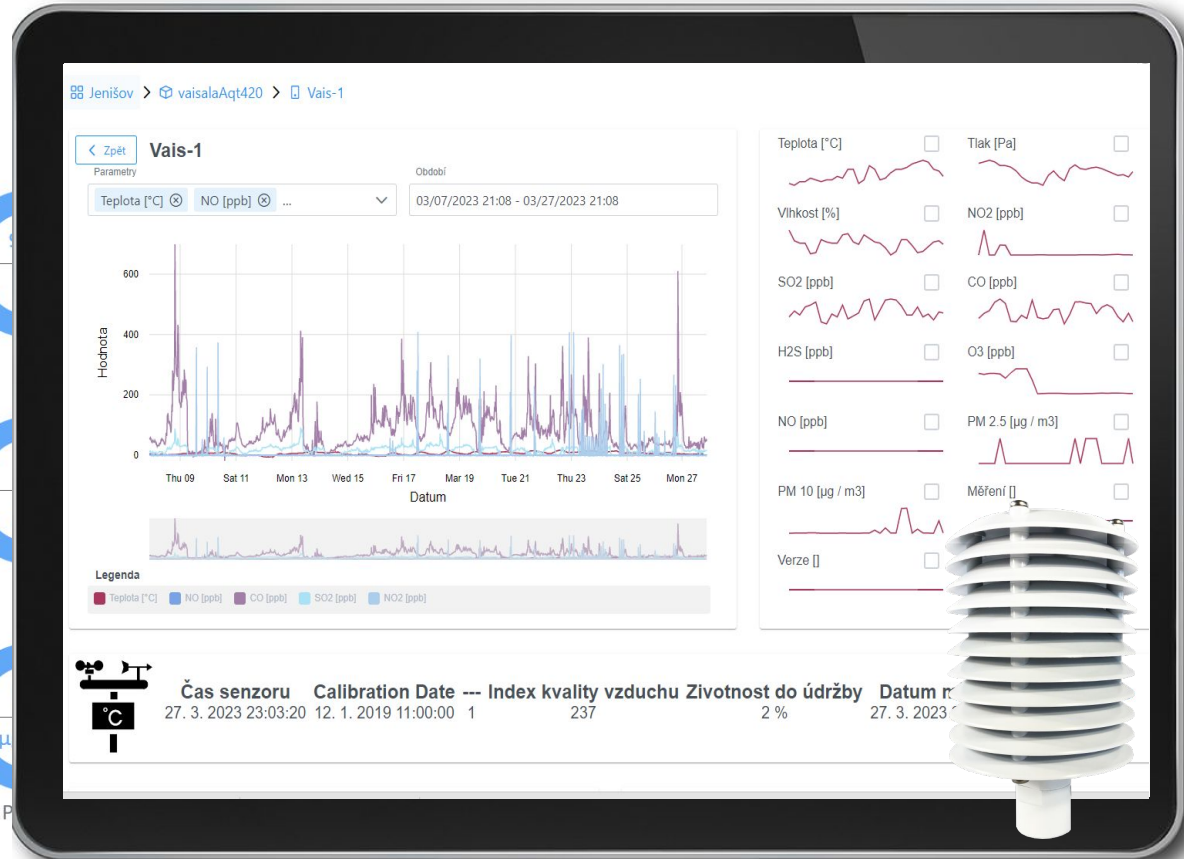 Jenišov
vaisalaAqt420
Vais-1
Zpět
Vais-1
Parametry
Období
Teplota [°C]
NO [ppb]
...
03/07/2023 21:08 - 03/27/2023 21:08
Hodnota
600
400
200
0
Thu 09
Sat 11
Mon 13
Wed 15
Fri 17
Mar 19
Tue 21
Thu 23
Sat 25
Mon 27
Datum
Legenda
Teplota [°C]
NO [ppb]
CO [ppb]
SO2 [ppb]
NO2 [ppb]
Teplota [°C]
Tlak [Pa]
Vlhkost [%]
NO2 [ppb]
SO2 [ppb]
CO [ppb]
H2S [ppb]
O3 [ppb]
NO [ppb]
PM 2.5 [µg / m3]
PM 10 [µg / m3]
Měření []
Verze []
°C
Čas senzoru
27. 3. 2023 23:03:20
Calibration Date
12. 1. 2019 11:00:00
---
1
Index kvality vzduchu
237
Zivotnost do údržby
2 %
Datum
27. 3. 2023